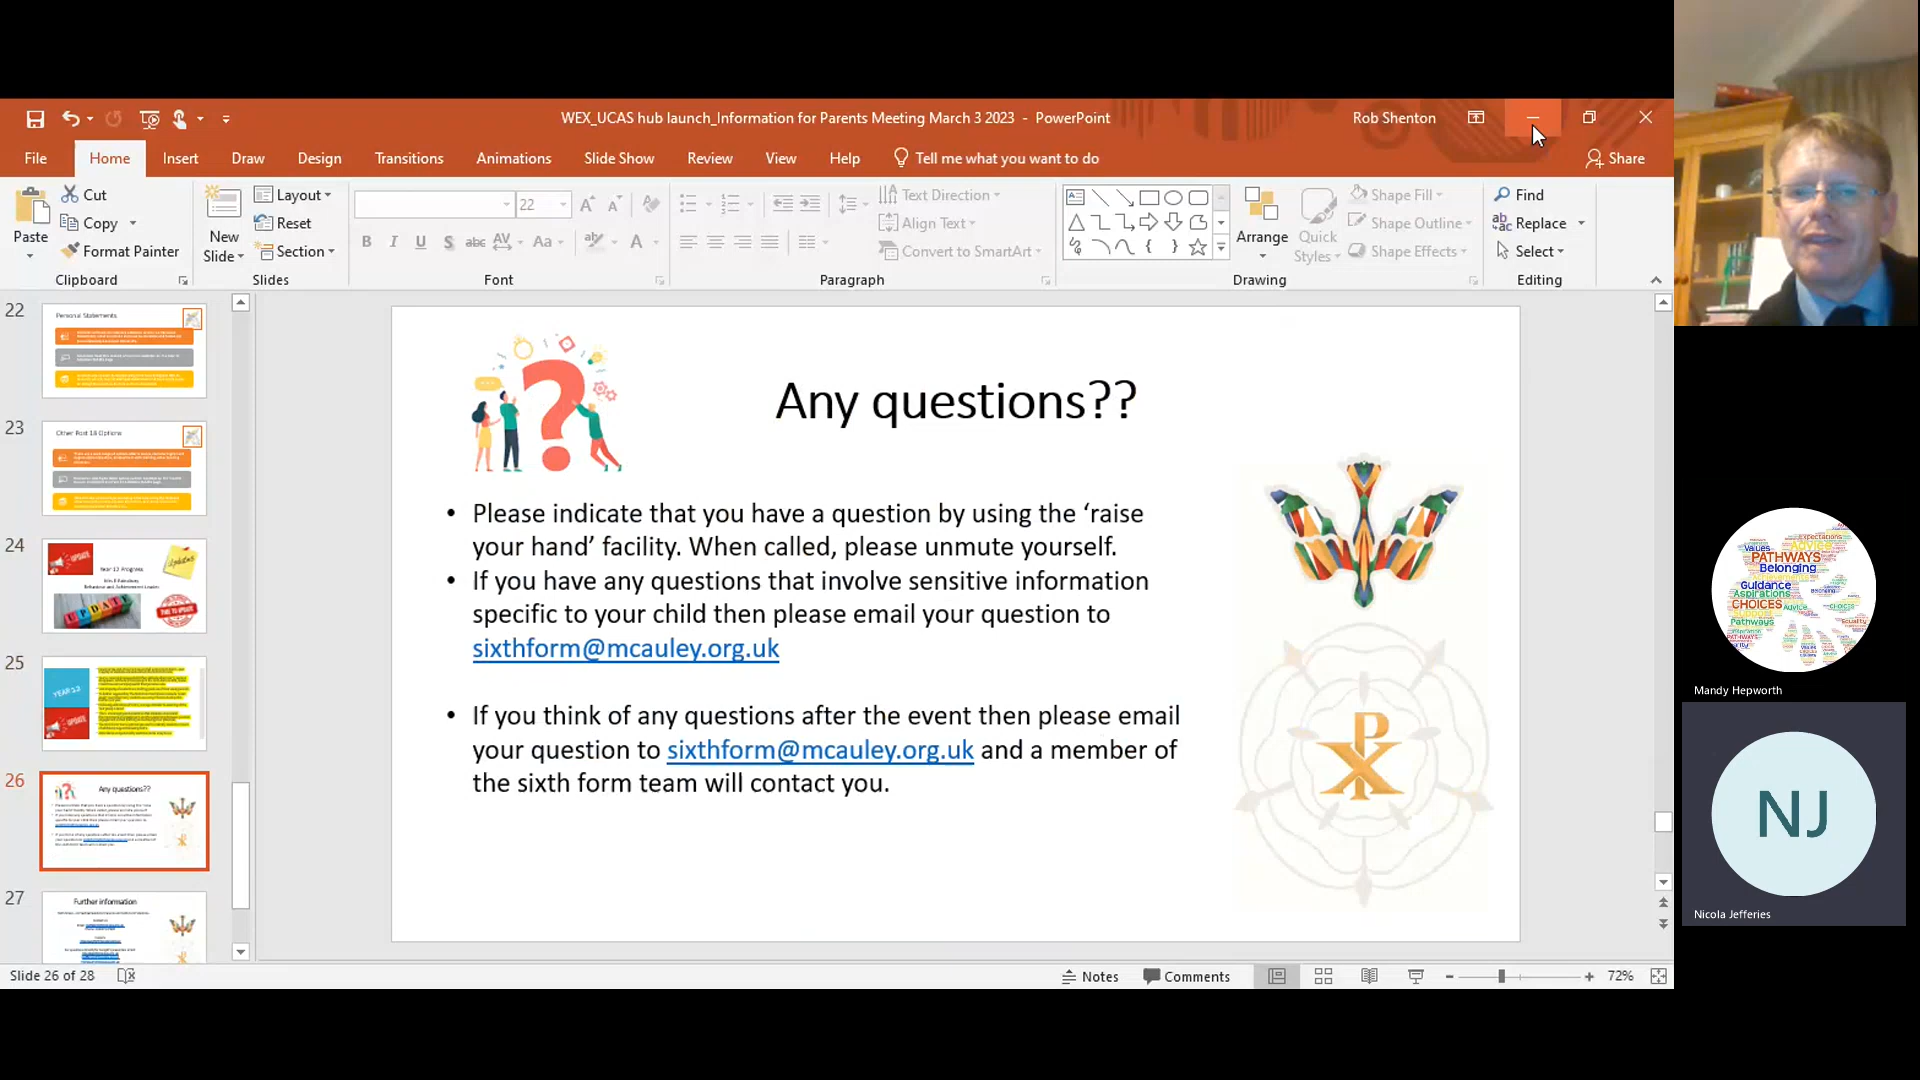 WEX_UCAS hub launch_Information for Parents Meeting March 3 2023 - PowerPoint
Rob Shenton
File Home Insert Draw Design Transitions Animations Slide Show Review View Help Tell me what you want to do Share
Paste
Cut
Copy
Format Painter
Clipboard
New Slide
Layout
Reset
Section
Slides
22
Font
Text Direction
Align Text
Convert to SmartArt
Paragraph
Arrange
Quick Styles
Shape Fill
Shape Outline
Shape Effects
Drawing
Find
Replace
Select
Editing
22
Personal Statements
23
Other Post 18 Options
24
UPDATE
Year 12 Progress
25
YEAR 12
26
Any questions??
27
Further information
Any questions??
• Please indicate that you have a question by using the ‘raise
your hand’ facility. When called, please unmute yourself.
• If you have any questions that involve sensitive information
specific to your child then please email your question to
sixthform@mcauley.org.uk
• If you think of any questions after the event then please email
your question to sixthform@mcauley.org.uk and a member of
the sixth form team will contact you.
Values
Advice
Expectations
PATHWAYS
Belonging
Guidance
Aspirations
CHOICES
Pathways
Mandy Hepworth
NJ
Nicola Jefferies
Slide 26 of 28
Notes
Comments
72%